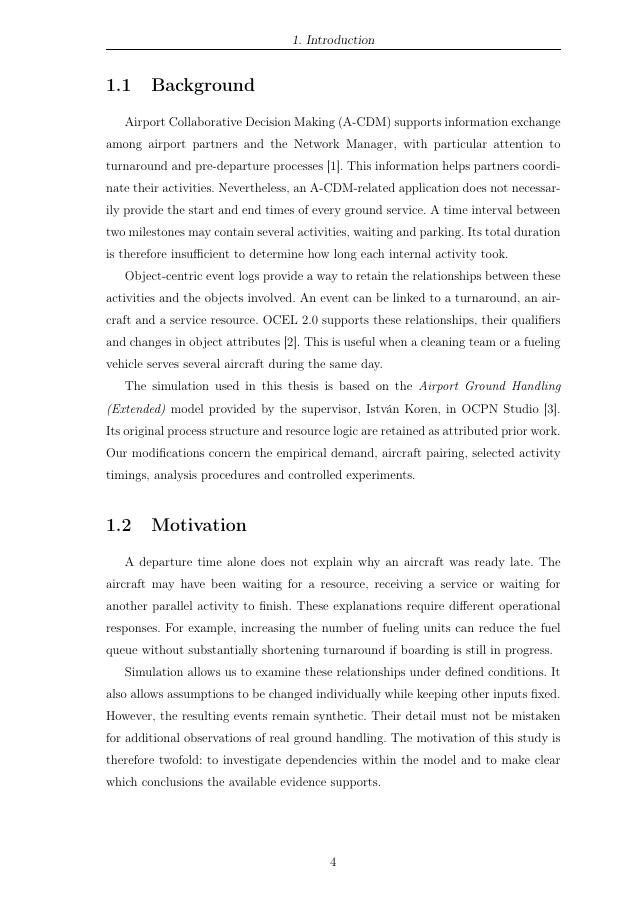 1. Introduction
1.1 Background
Airport Collaborative Decision Making (A-CDM) supports information exchange
among airport partners and the Network Manager, with particular attention to
turnaround and pre-departure processes [1]. This information helps partners coordi-
nate their activities. Nevertheless, an A-CDM-related application does not necessar-
ily provide the start and end times of every ground service. A time interval between
two milestones may contain several activities, waiting and parking. Its total duration
is therefore insufficient to determine how long each internal activity took.
Object-centric event logs provide a way to retain the relationships between these
activities and the objects involved. An event can be linked to a turnaround, an air-
craft and a service resource. OCEL 2.0 supports these relationships, their qualifiers
and changes in object attributes [2]. This is useful when a cleaning team or a fueling
vehicle serves several aircraft during the same day.
The simulation used in this thesis is based on the Airport Ground Handling
(Extended) model provided by the supervisor, István Koren, in OCPN Studio [3].
Its original process structure and resource logic are retained as attributed prior work.
Our modifications concern the empirical demand, aircraft pairing, selected activity
timings, analysis procedures and controlled experiments.
1.2 Motivation
A departure time alone does not explain why an aircraft was ready late. The
aircraft may have been waiting for a resource, receiving a service or waiting for
another parallel activity to finish. These explanations require different operational
responses. For example, increasing the number of fueling units can reduce the fuel
queue without substantially shortening turnaround if boarding is still in progress.
Simulation allows us to examine these relationships under defined conditions. It
also allows assumptions to be changed individually while keeping other inputs fixed.
However, the resulting events remain synthetic. Their detail must not be mistaken
for additional observations of real ground handling. The motivation of this study is
therefore twofold: to investigate dependencies within the model and to make clear
which conclusions the available evidence supports.
4